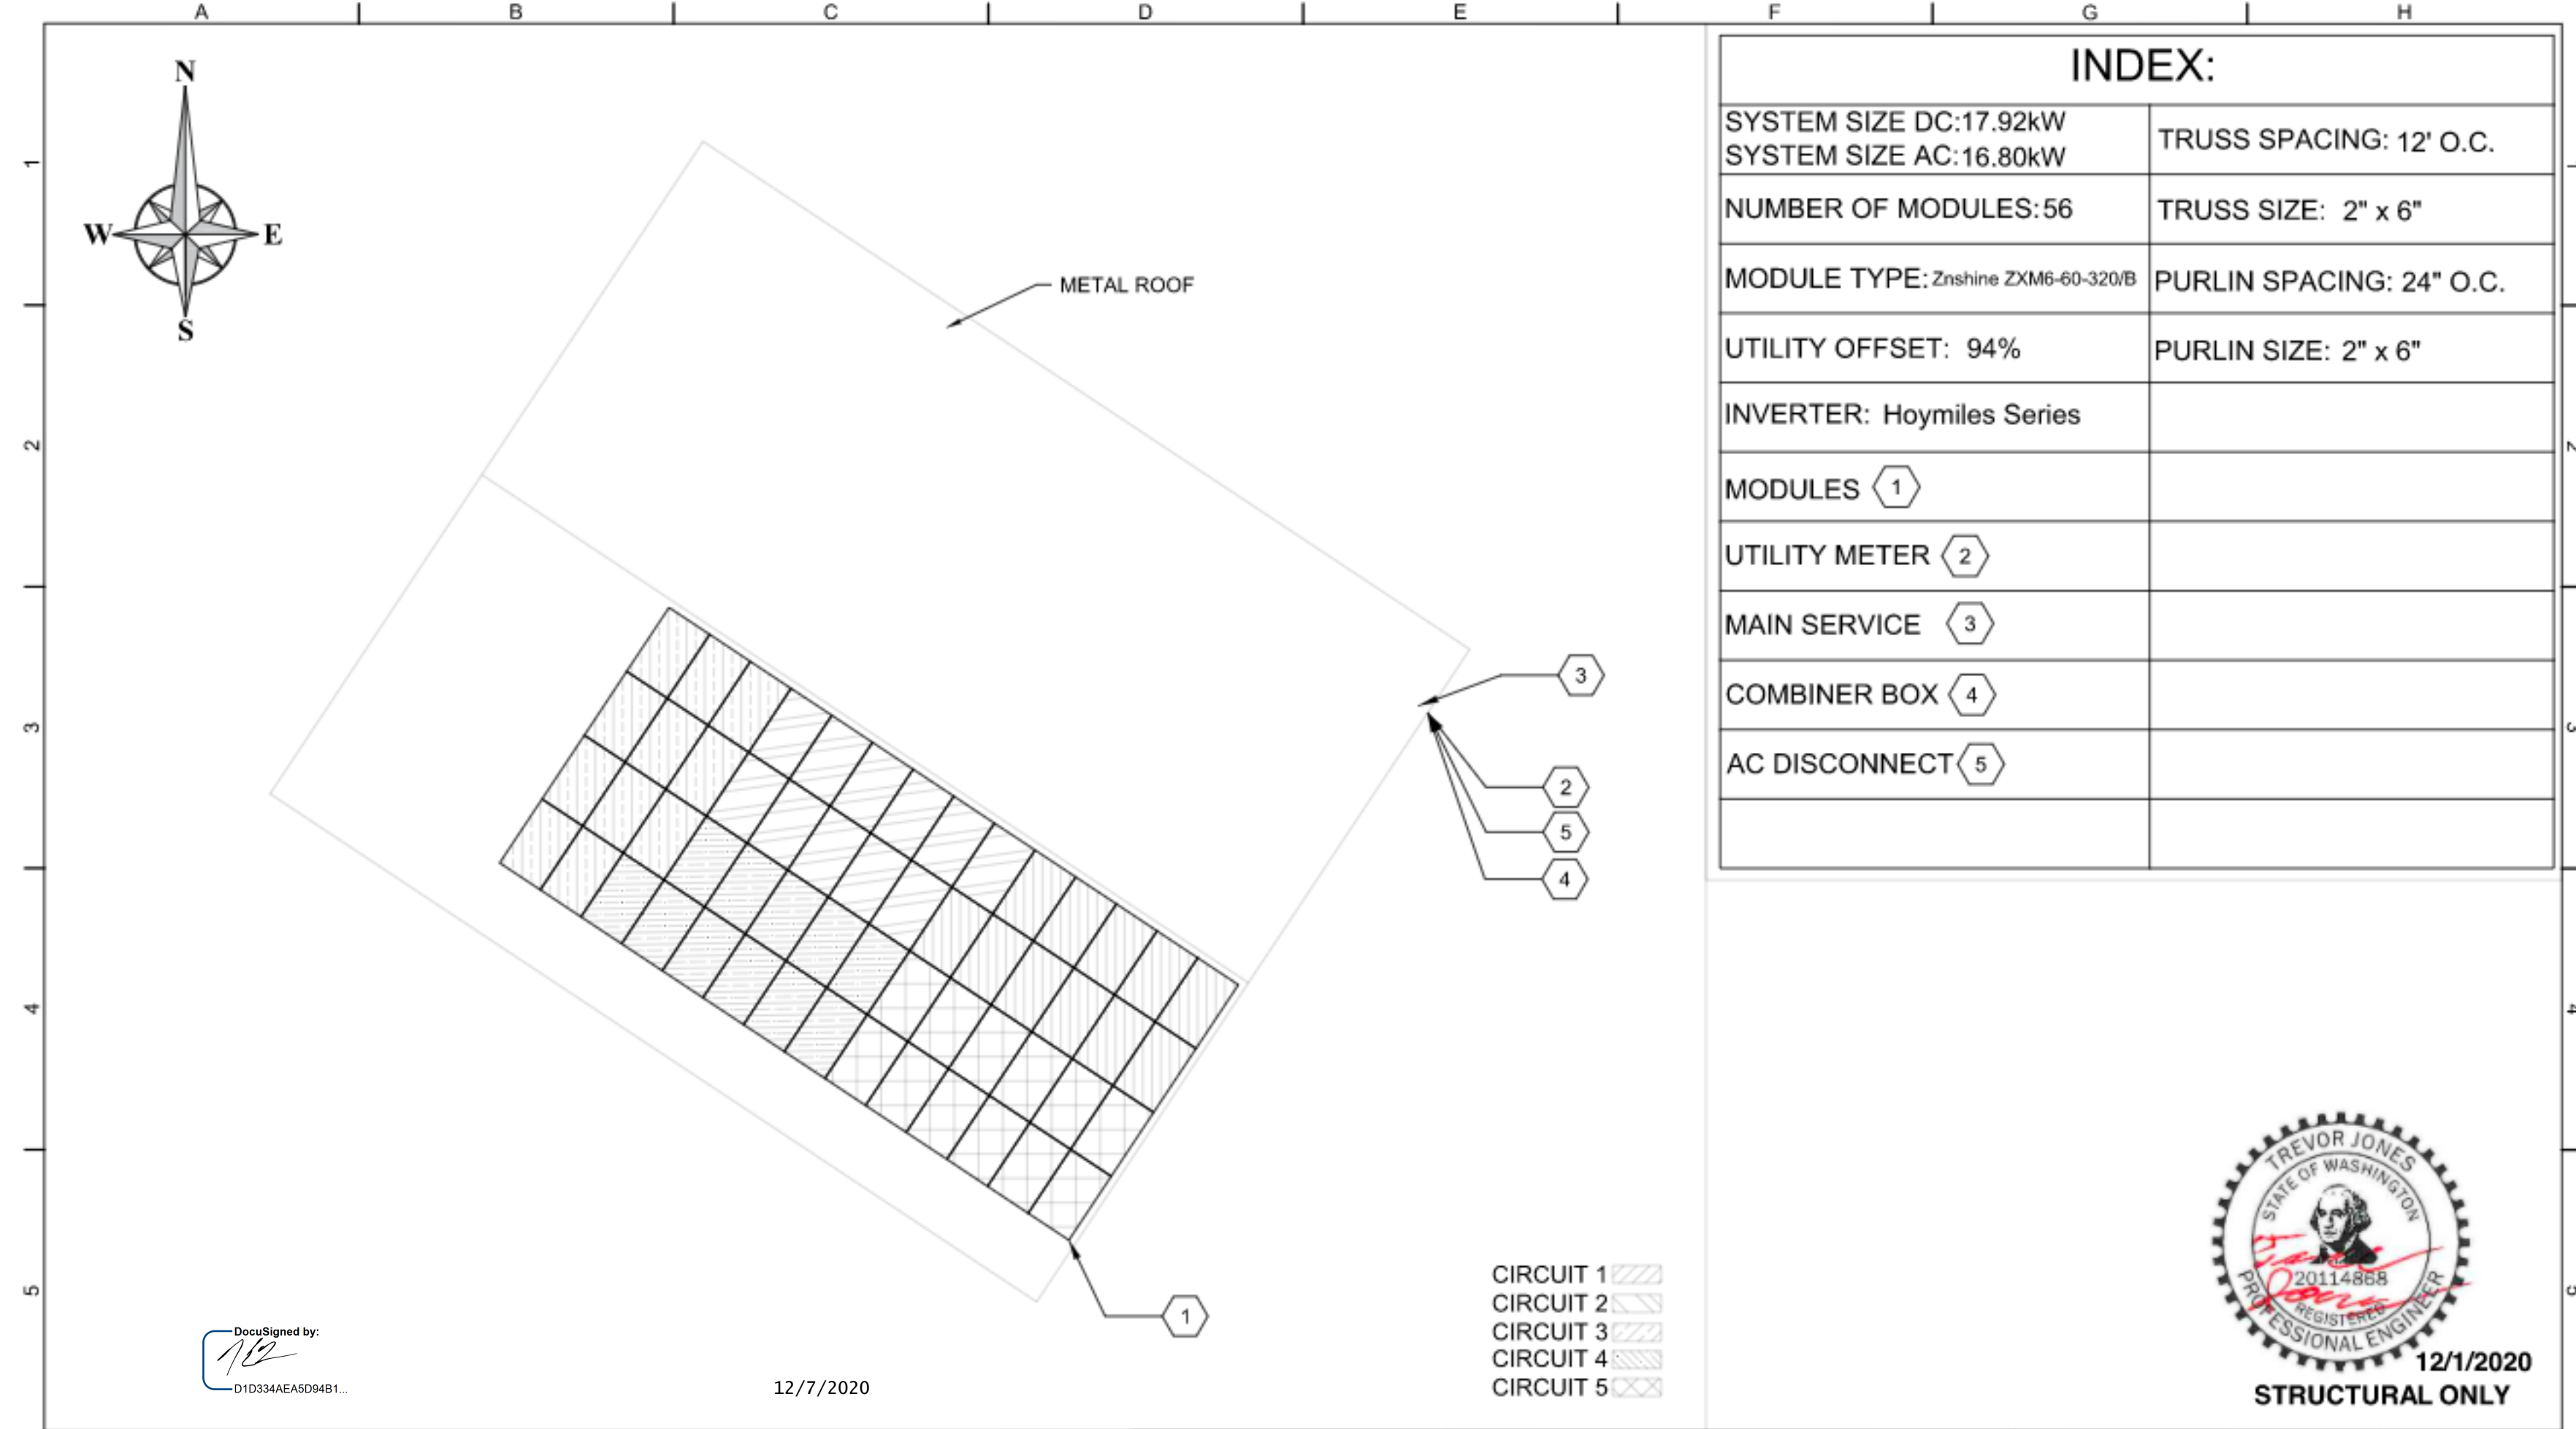 A B C D E F G H
1
2
3
4
5
N
W E
S
METAL ROOF
3
2
5
4
1
INDEX:
SYSTEM SIZE DC:17.92kW
SYSTEM SIZE AC:16.80kW
TRUSS SPACING: 12' O.C.
NUMBER OF MODULES:56
TRUSS SIZE: 2" x 6"
MODULE TYPE: Znshine ZXM6-60-320/B
PURLIN SPACING: 24" O.C.
UTILITY OFFSET: 94%
PURLIN SIZE: 2" x 6"
INVERTER: Hoymiles Series
MODULES 1
UTILITY METER 2
MAIN SERVICE 3
COMBINER BOX 4
AC DISCONNECT 5
2
3
4
5
CIRCUIT 1
CIRCUIT 2
CIRCUIT 3
CIRCUIT 4
CIRCUIT 5
DocuSigned by:
D1D334AEA5D94B1...
12/7/2020
TREVOR JONES
STATE OF WASHINGTON
20114868
REGISTERED
PROFESSIONAL ENGINEER
12/1/2020
STRUCTURAL ONLY